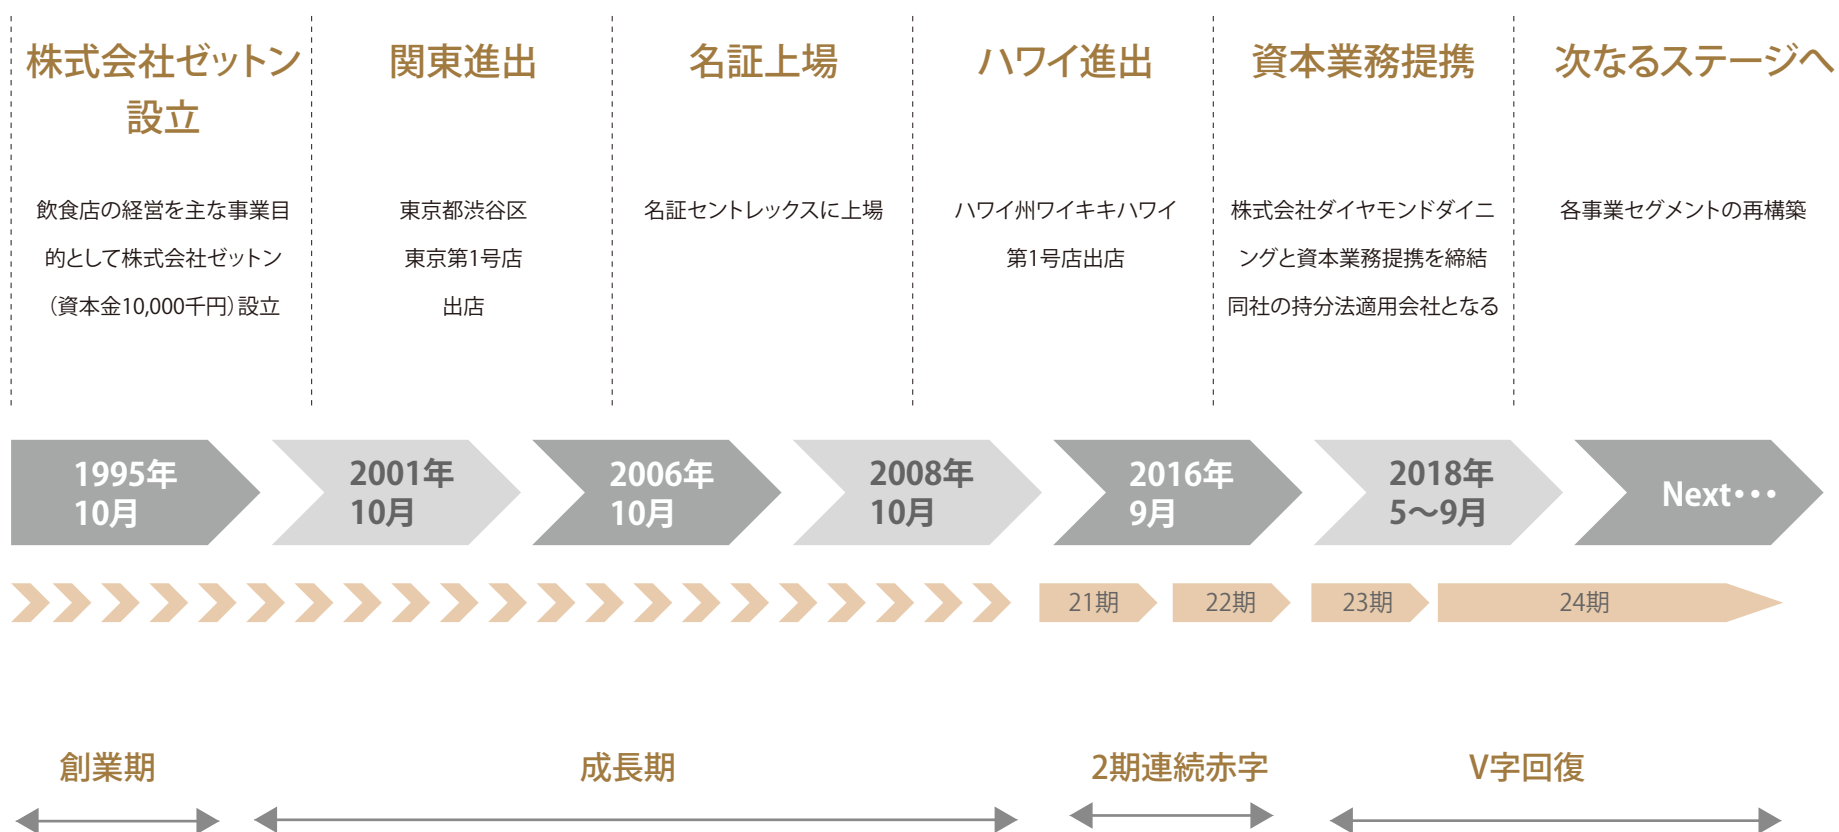 株式会社ゼットン
設立
関東進出
名証上場
ハワイ進出
資本業務提携
次なるステージへ
飲食店の経営を主な事業目
的として株式会社ゼットン
（資本金10,000千円）設立
東京都渋谷区
東京第1号店
出店
名証セントレックスに上場
ハワイ州ワイキキハワイ
第1号店出店
株式会社ダイヤモンドダイニ
ングと資本業務提携を締結
同社の持分法適用会社となる
各事業セグメントの再構築
1995年
10月
2001年
10月
2006年
10月
2008年
10月
2016年
9月
2018年
5〜9月
Next･･･
21期
22期
23期
24期
創業期
成長期
2期連続赤字
V字回復